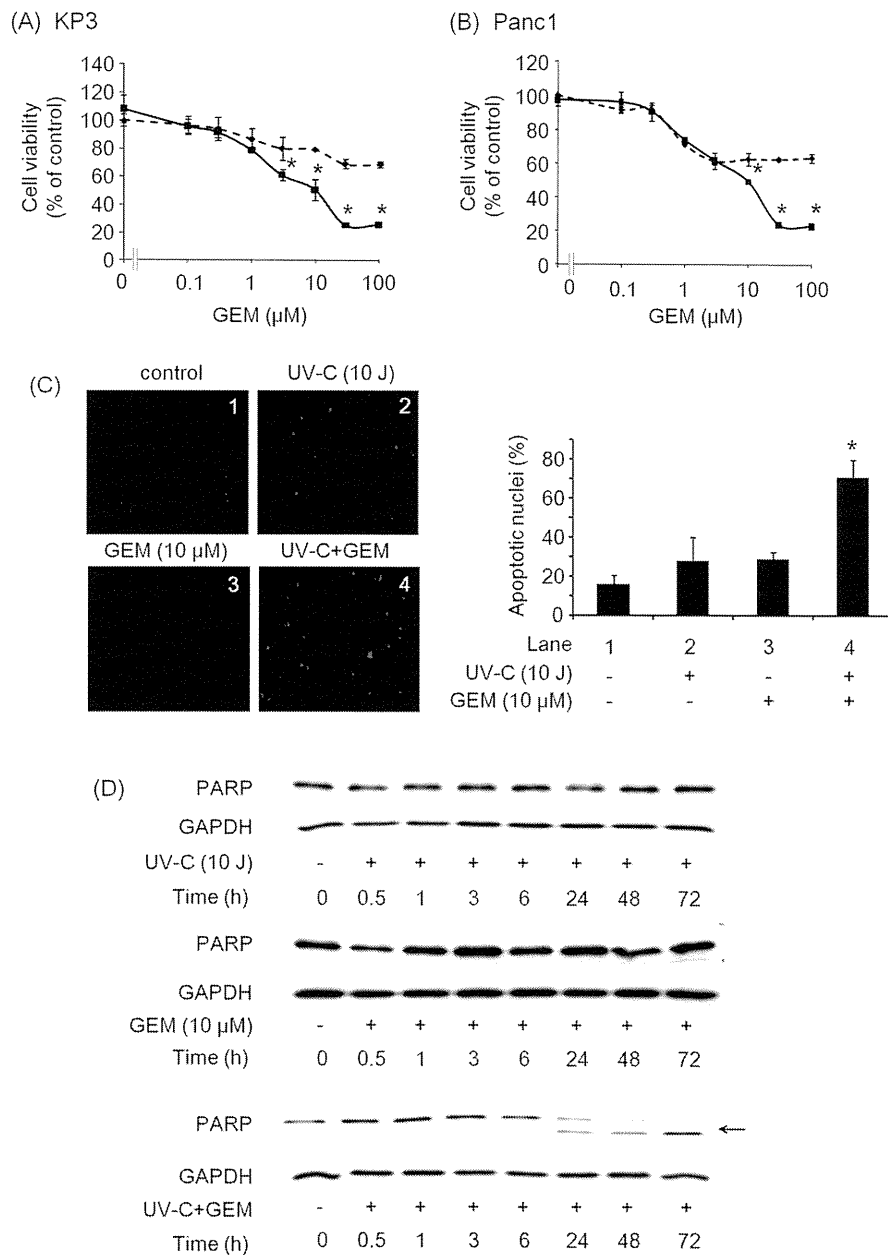 (A) KP3
Cell viability
(% of control)
140
120
100
80
60
40
20
0
* * * *
0 0.1 1 10 100
GEM (µM)
(B) Panc1
Cell viability
(% of control)
120
100
80
60
40
20
0
* * *
0 0.1 1 10 100
GEM (µM)
(C)
control
1
UV-C (10 J)
2
GEM (10 µM)
3
UV-C+GEM
4
Apoptotic nuclei (%)
80
60
40
20
0
*
Lane 1 2 3 4
UV-C (10 J) - + - +
GEM (10 µM) - - + +
(D)
PARP
GAPDH
UV-C (10 J) - + + + + + + +
Time (h) 0 0.5 1 3 6 24 48 72
PARP
GAPDH
GEM (10 µM) - + + + + + + +
Time (h) 0 0.5 1 3 6 24 48 72
PARP ←
GAPDH
UV-C+GEM - + + + + + + +
Time (h) 0 0.5 1 3 6 24 48 72